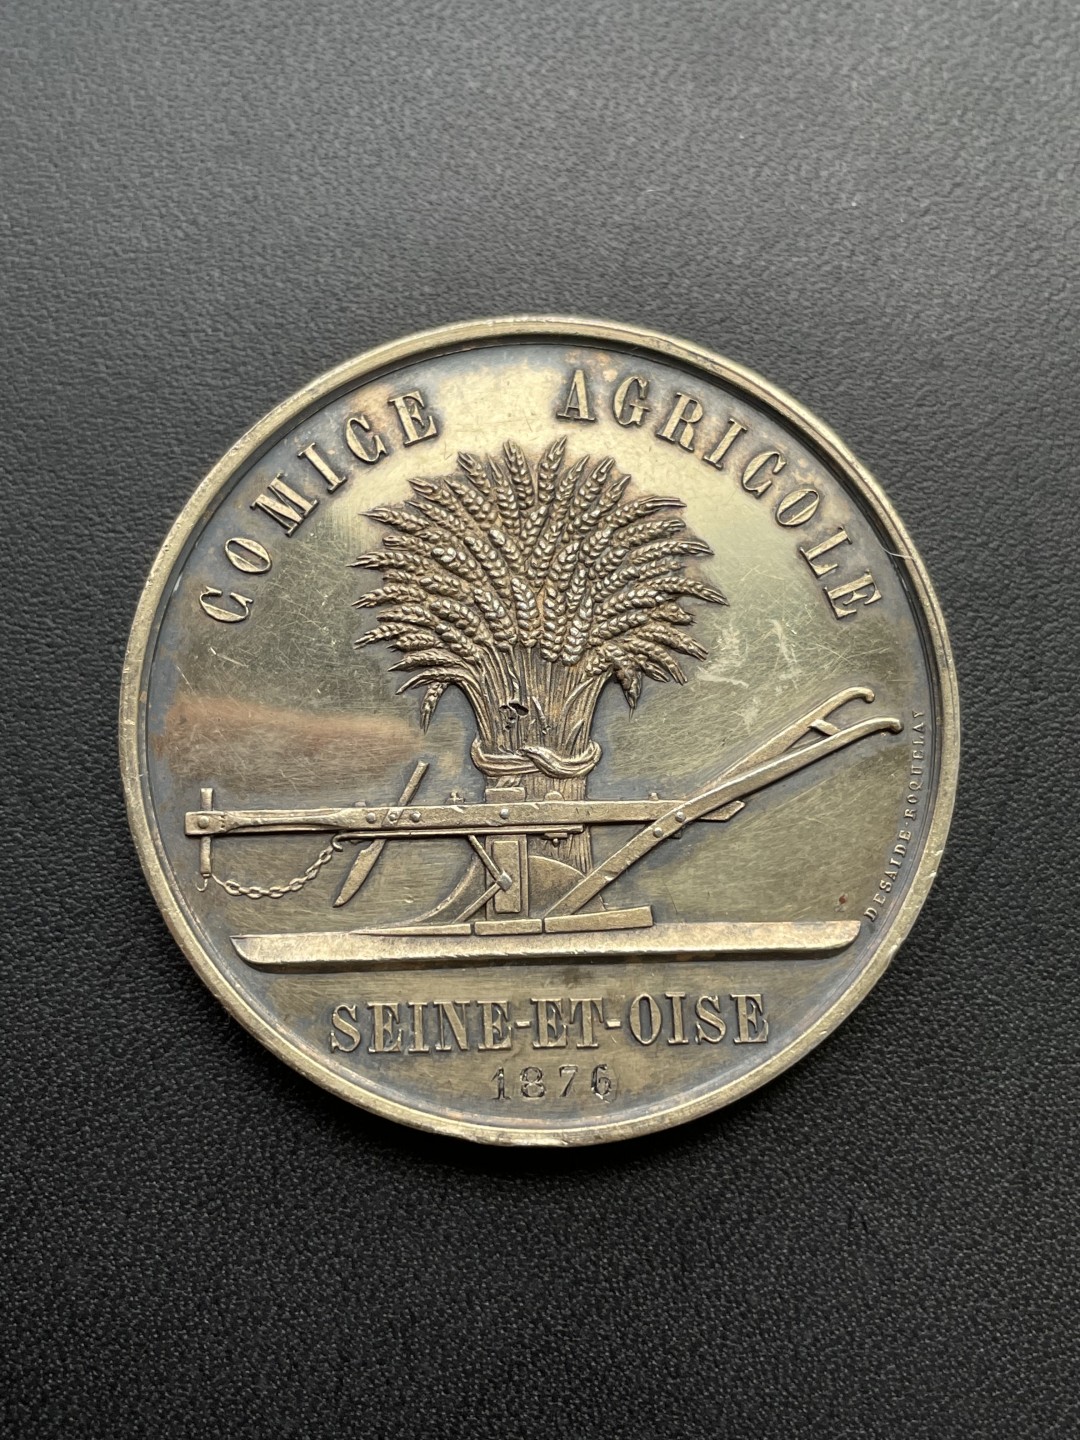 COMICE AGRICOLE
DESAIDE·ROQUELAY
SEINE-ET-OISE
1876